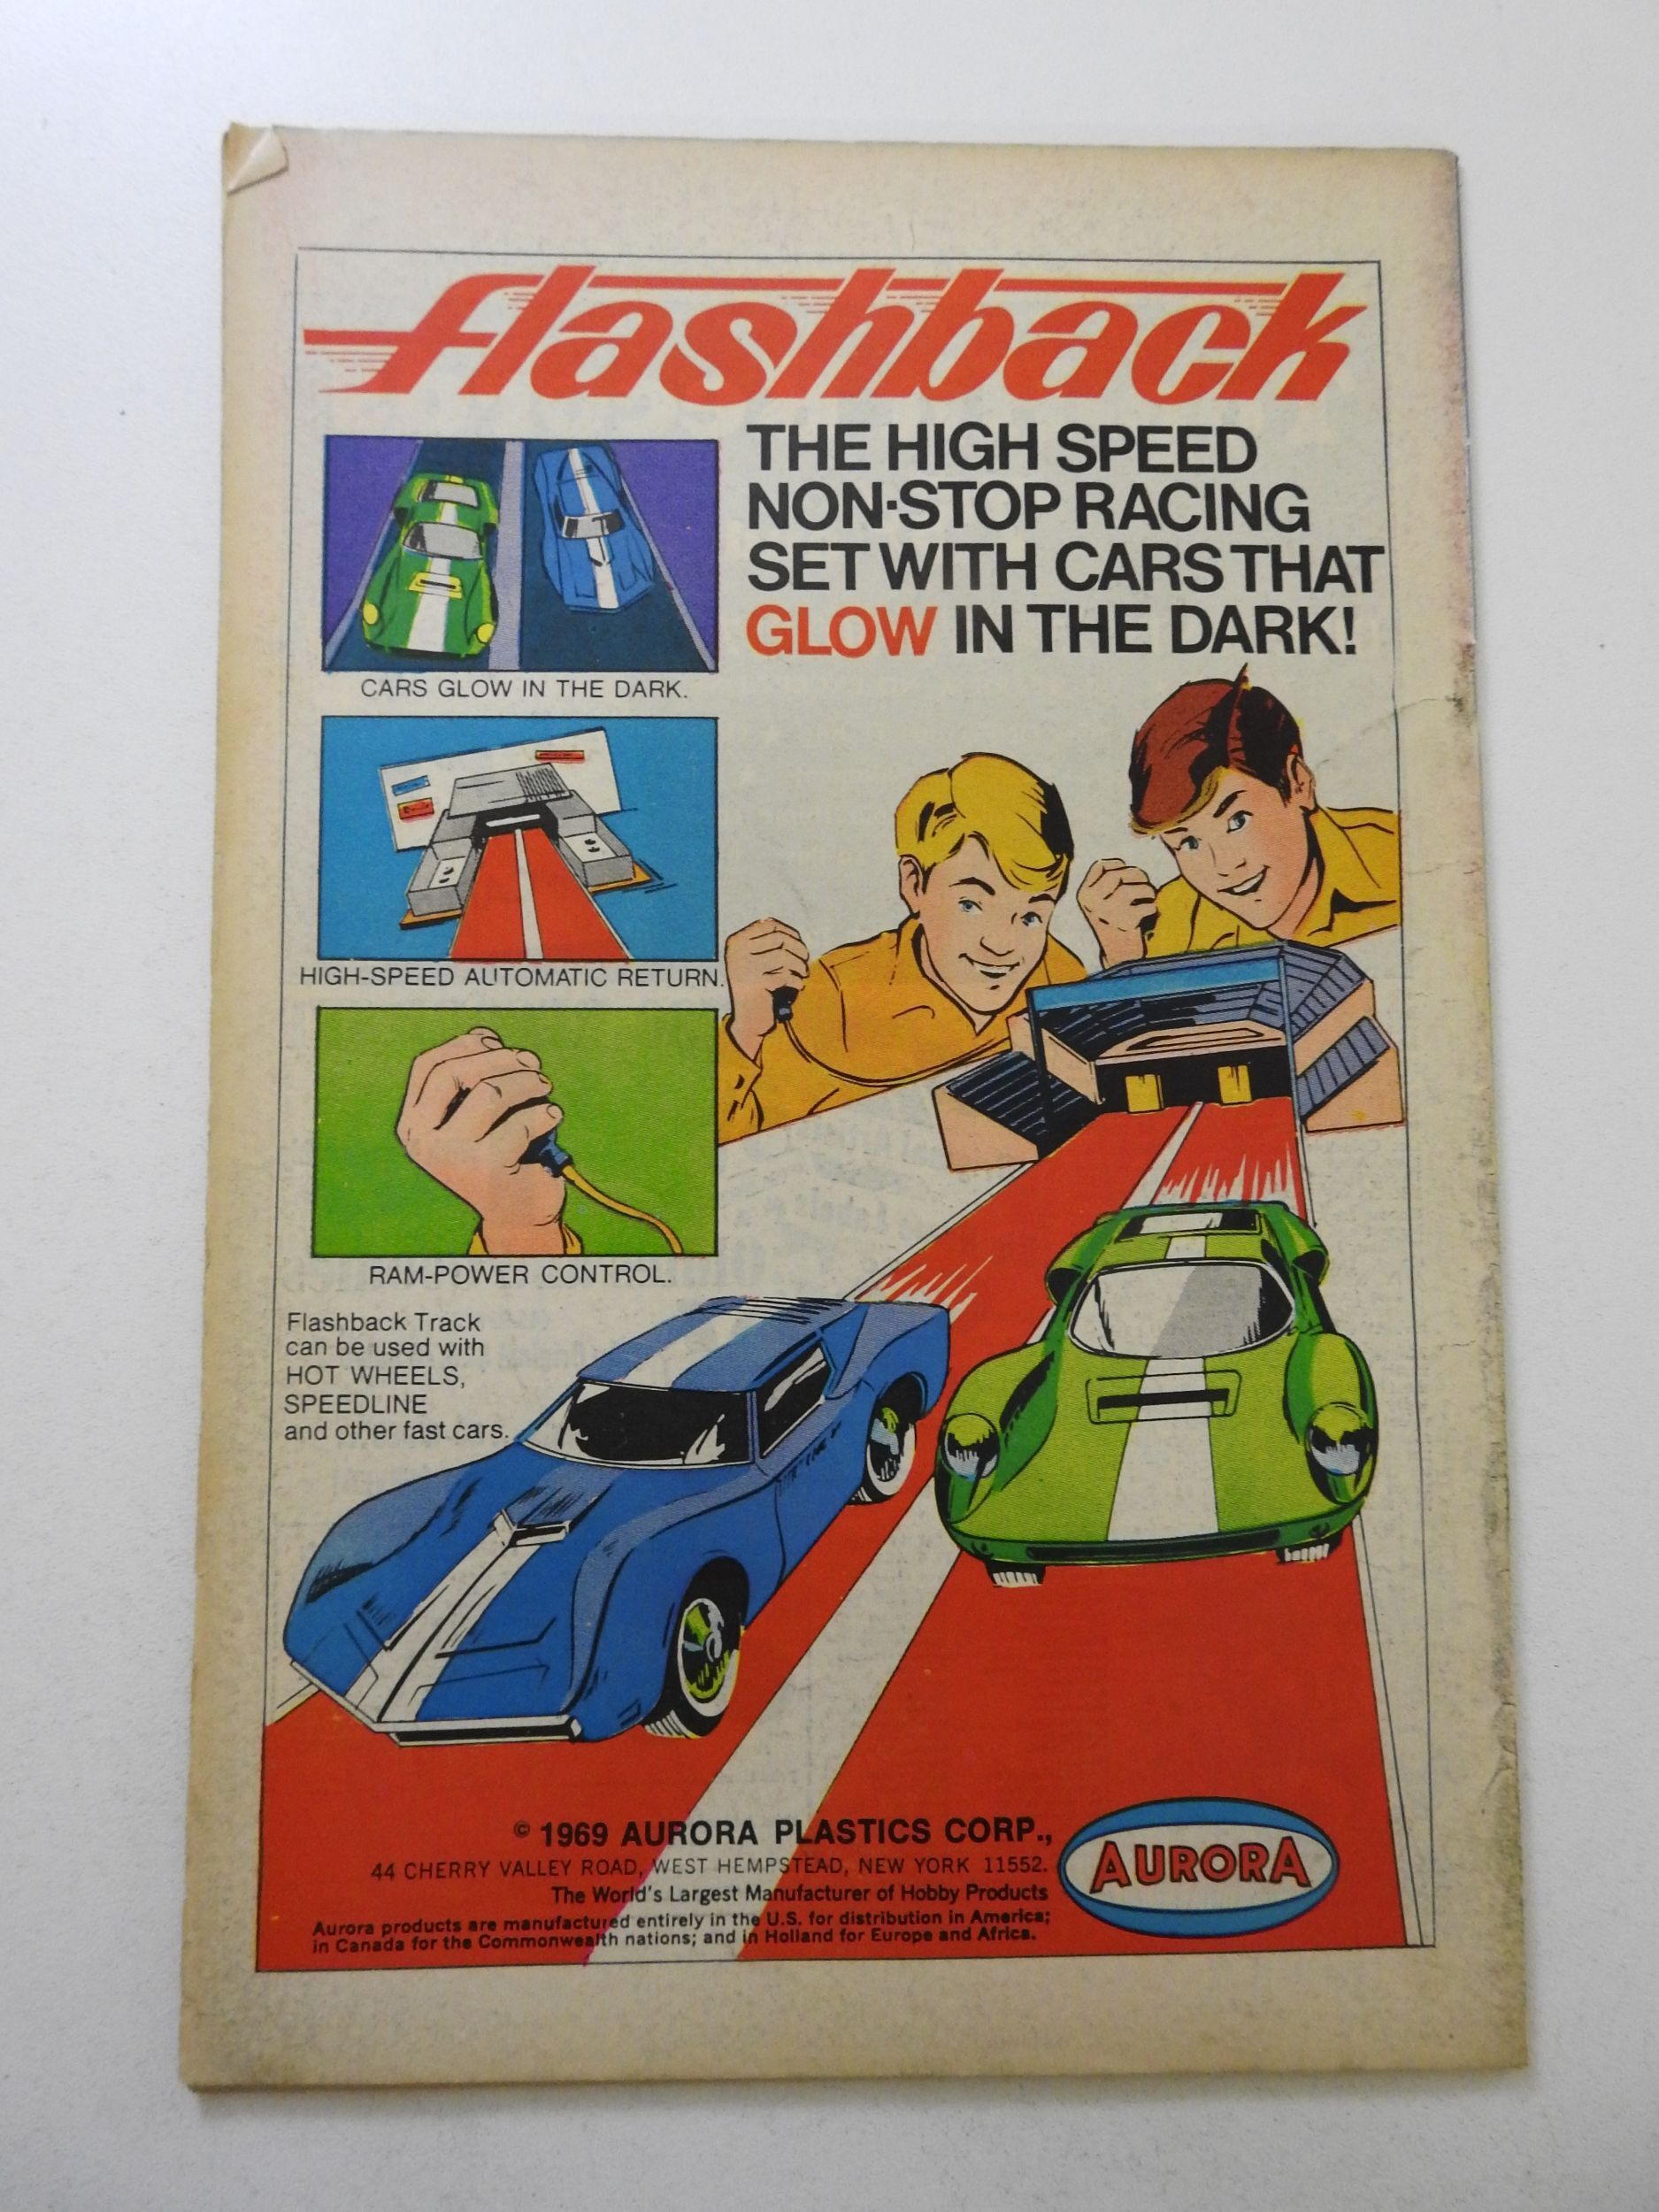 flashback
THE HIGH SPEED
NON-STOP RACING
SET WITH CARS THAT
GLOW IN THE DARK!
CARS GLOW IN THE DARK.
HIGH-SPEED AUTOMATIC RETURN.
RAM-POWER CONTROL.
Flashback Track
can be used with
HOT WHEELS,
SPEEDLINE
and other fast cars.
© 1969 AURORA PLASTICS CORP.,
44 CHERRY VALLEY ROAD, WEST HEMPSTEAD, NEW YORK 11552.
The World's Largest Manufacturer of Hobby Products
Aurora products are manufactured entirely in the U.S. for distribution in America;
in Canada for the Commonwealth nations; and in Holland for Europe and Africa.
AURORA